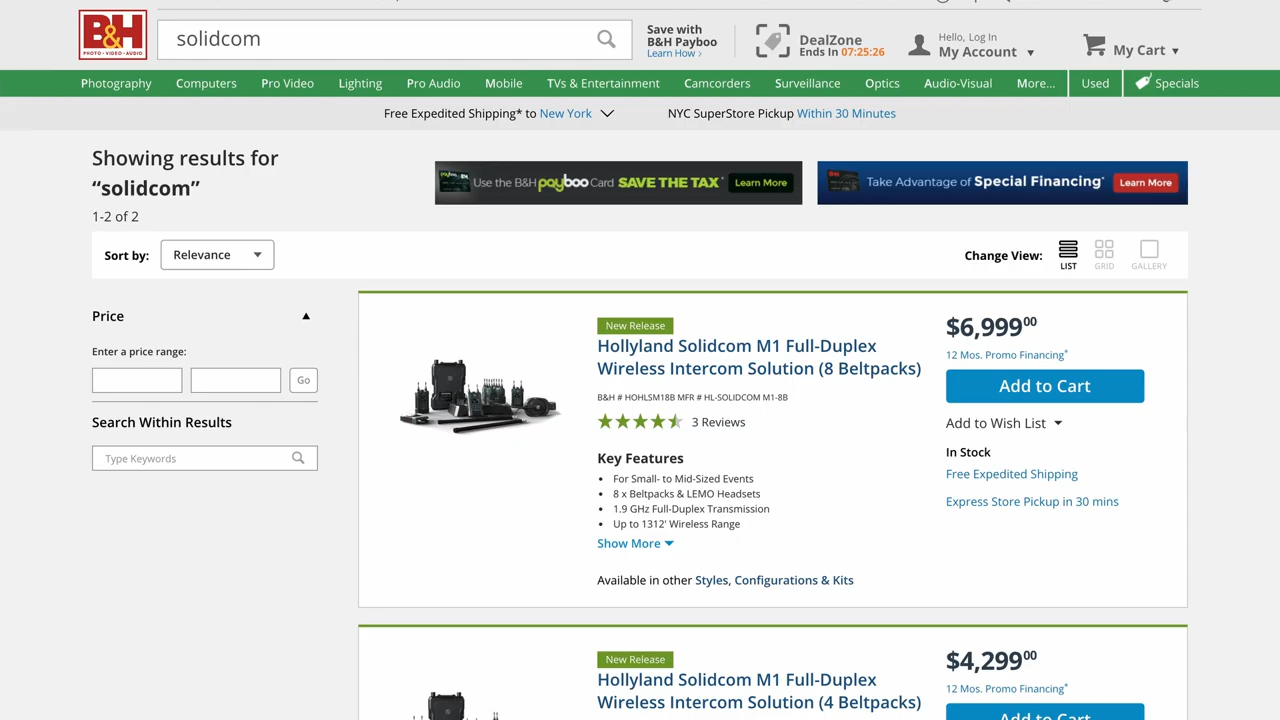 B&H
PHOTO • VIDEO • AUDIO
solidcom
Save with
B&H Payboo
Learn How ›
DealZone
Ends In 07:25:26
Hello, Log In
My Account ▼
My Cart ▼
Photography Computers Pro Video Lighting Pro Audio Mobile TVs & Entertainment Camcorders Surveillance Optics Audio-Visual More... Used Specials
Free Expedited Shipping* to New York
NYC SuperStore Pickup Within 30 Minutes
Showing results for
“solidcom”
1-2 of 2
Use the B&H payboo Card SAVE THE TAX* Learn More
Take Advantage of Special Financing* Learn More
Sort by: Relevance
Change View:
LIST
GRID
GALLERY
Price
Enter a price range:
Go
Search Within Results
Type Keywords
New Release
Hollyland Solidcom M1 Full-Duplex
Wireless Intercom Solution (8 Beltpacks)
B&H # HOHLSM18B MFR # HL-SOLIDCOM M1-8B
3 Reviews
Key Features
• For Small- to Mid-Sized Events
• 8 x Beltpacks & LEMO Headsets
• 1.9 GHz Full-Duplex Transmission
• Up to 1312' Wireless Range
Show More
Available in other Styles, Configurations & Kits
$6,999.00
12 Mos. Promo Financing*
Add to Cart
Add to Wish List
In Stock
Free Expedited Shipping
Express Store Pickup in 30 mins
New Release
Hollyland Solidcom M1 Full-Duplex
Wireless Intercom Solution (4 Beltpacks)
$4,299.00
12 Mos. Promo Financing*
Add to Cart